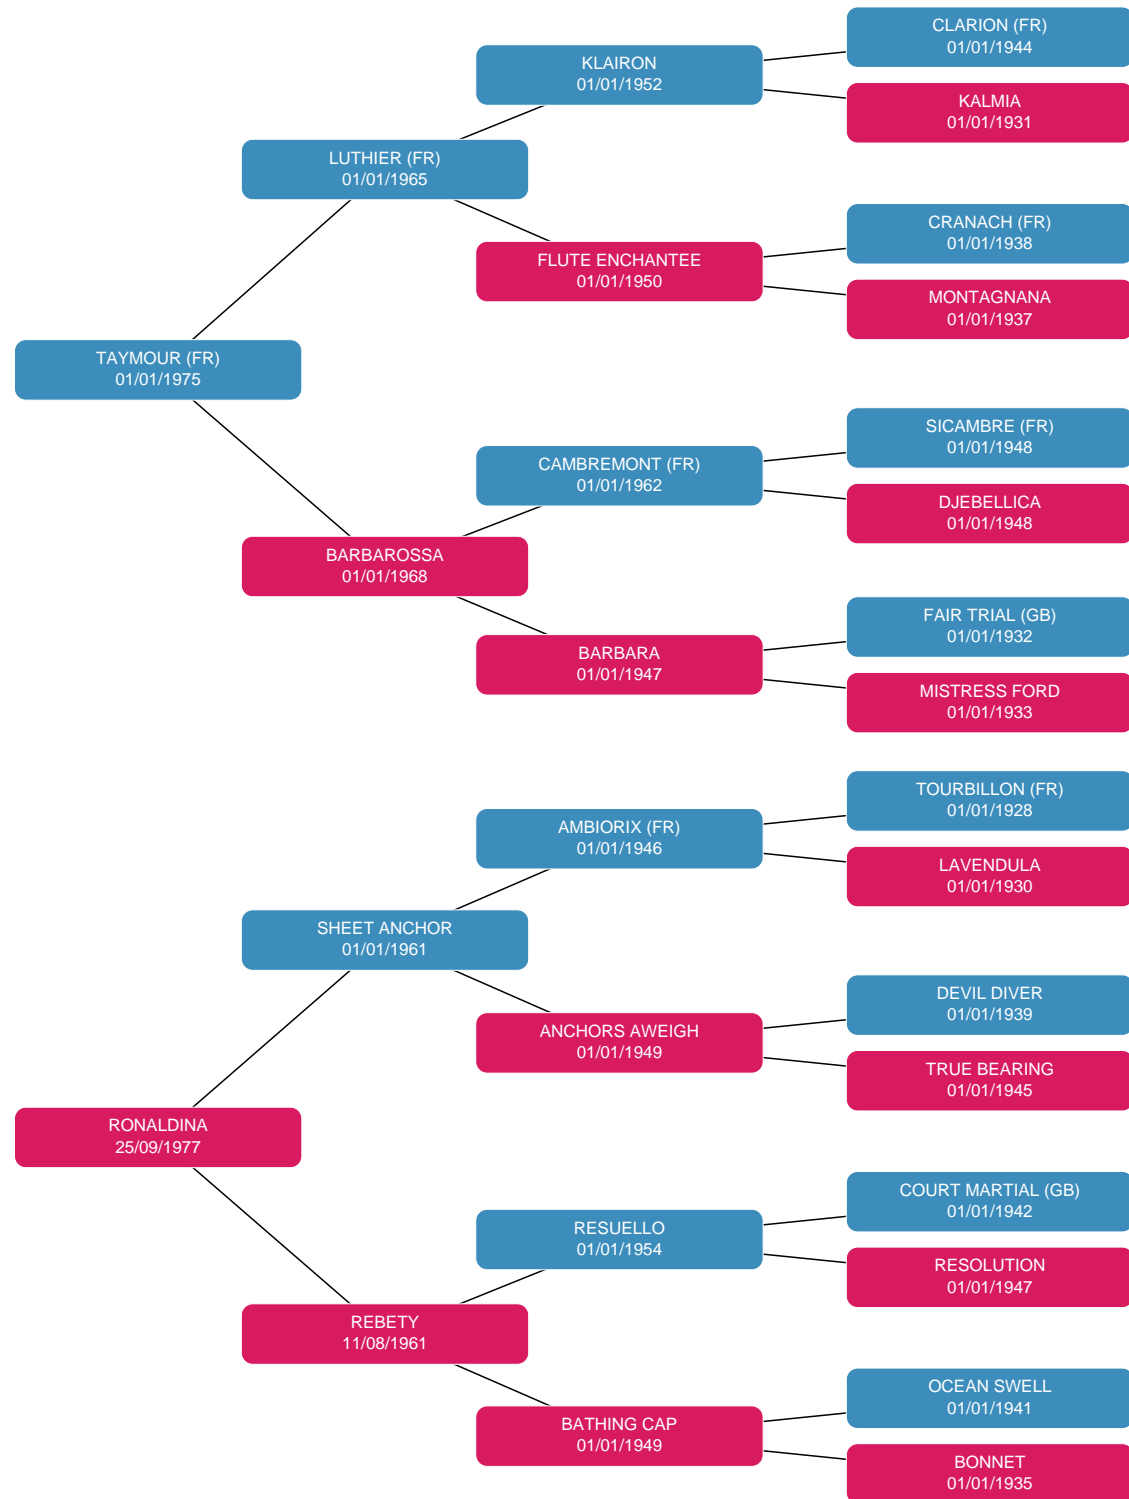 CLARION (FR)
01/01/1944
KLAIRON
01/01/1952
KALMIA
01/01/1931
LUTHIER (FR)
01/01/1965
CRANACH (FR)
01/01/1938
FLUTE ENCHANTEE
01/01/1950
MONTAGNANA
01/01/1937
TAYMOUR (FR)
01/01/1975
SICAMBRE (FR)
01/01/1948
CAMBREMONT (FR)
01/01/1962
DJEBELLICA
01/01/1948
BARBAROSSA
01/01/1968
FAIR TRIAL (GB)
01/01/1932
BARBARA
01/01/1947
MISTRESS FORD
01/01/1933
TOURBILLON (FR)
01/01/1928
AMBIORIX (FR)
01/01/1946
LAVENDULA
01/01/1930
SHEET ANCHOR
01/01/1961
DEVIL DIVER
01/01/1939
ANCHORS AWEIGH
01/01/1949
TRUE BEARING
01/01/1945
RONALDINA
25/09/1977
COURT MARTIAL (GB)
01/01/1942
RESUELLO
01/01/1954
RESOLUTION
01/01/1947
REBETY
11/08/1961
OCEAN SWELL
01/01/1941
BATHING CAP
01/01/1949
BONNET
01/01/1935